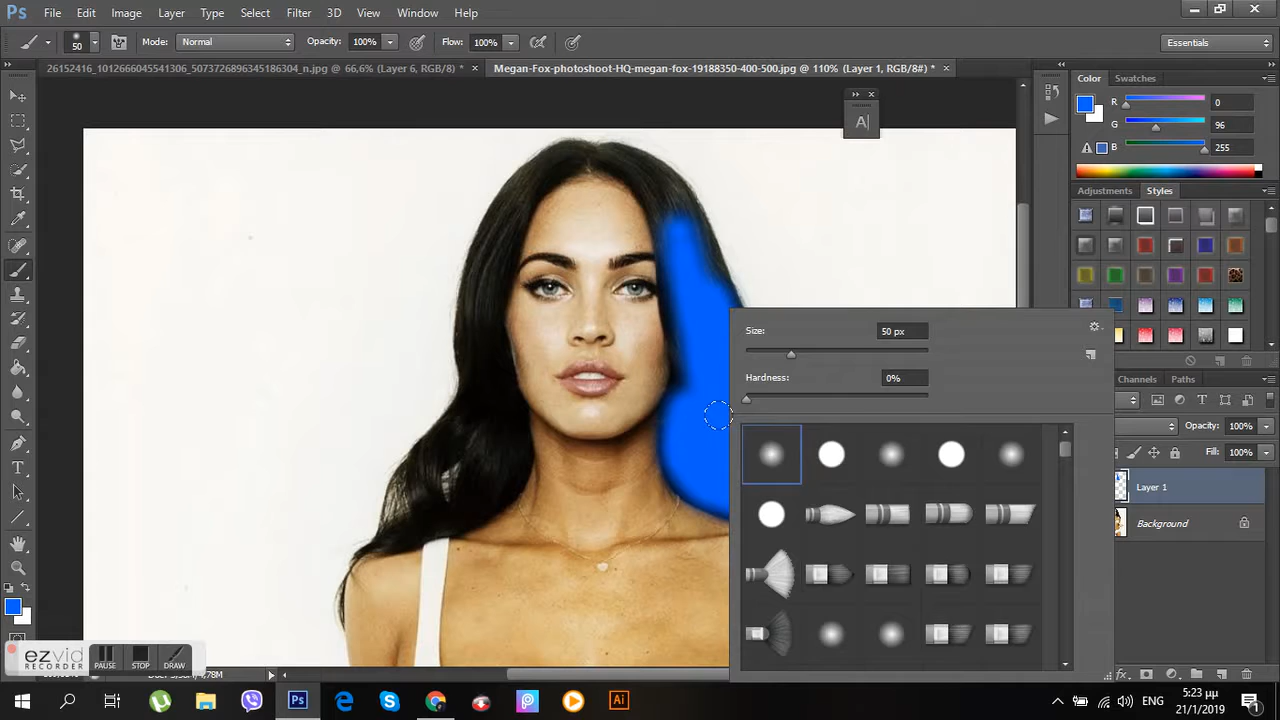 Ps File Edit Image Layer Type Select Filter 3D View Window Help
50 Mode: Normal Opacity: 100% Flow: 100% Essentials
26152416_1012666045541306_5073726896345186304_n.jpg @ 66,6% (Layer 6, RGB/8) * × Megan-Fox-photoshoot-HQ-megan-fox-19188350-400-500.jpg @ 110% (Layer 1, RGB/8#) * ×
Color Swatches
R 0
G 96
B 255
A|
Adjustments Styles
Size: 50 px
Hardness: 0%
Channels Paths
Opacity: 100%
Fill: 100%
Layer 1
Background
ezvid
RECORDER
PAUSE STOP DRAW
Ps Ai
ENG
5:23 μμ
21/1/2019